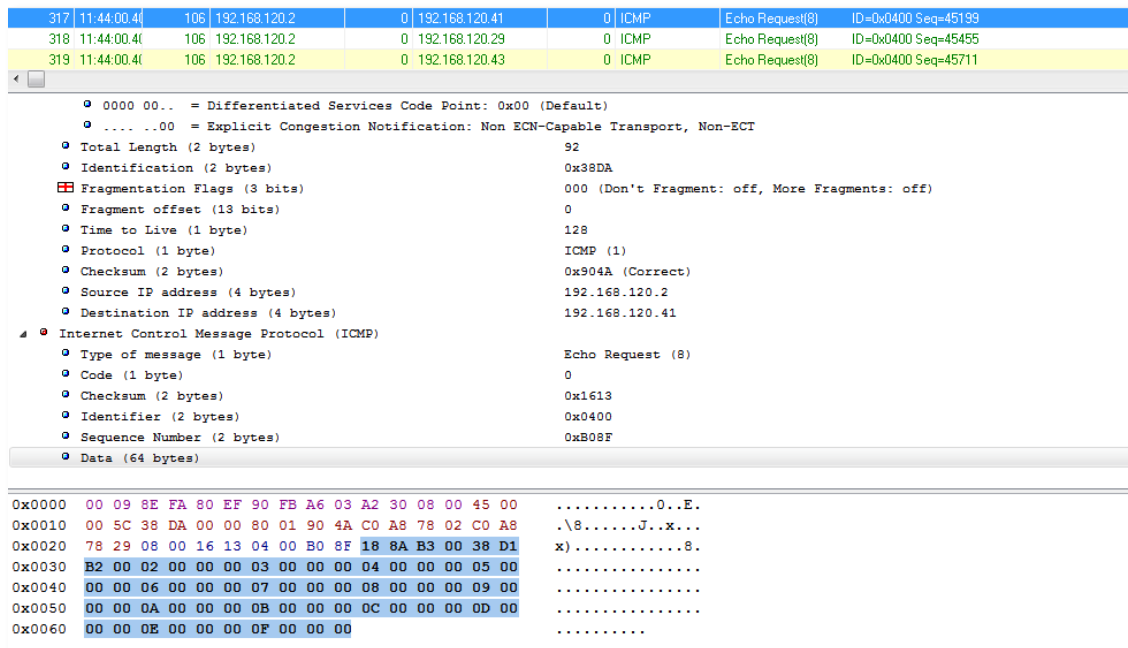 317 11:44:00.4( 106 192.168.120.2 0 192.168.120.41 0 ICMP Echo Request(8) ID=0x0400 Seq=45199
318 11:44:00.4( 106 192.168.120.2 0 192.168.120.29 0 ICMP Echo Request(8) ID=0x0400 Seq=45455
319 11:44:00.4( 106 192.168.120.2 0 192.168.120.43 0 ICMP Echo Request(8) ID=0x0400 Seq=45711
0000 00.. = Differentiated Services Code Point: 0x00 (Default)
.... ..00 = Explicit Congestion Notification: Non ECN-Capable Transport, Non-ECT
Total Length (2 bytes) 92
Identification (2 bytes) 0x38DA
Fragmentation Flags (3 bits) 000 (Don't Fragment: off, More Fragments: off)
Fragment offset (13 bits) 0
Time to Live (1 byte) 128
Protocol (1 byte) ICMP (1)
Checksum (2 bytes) 0x904A (Correct)
Source IP address (4 bytes) 192.168.120.2
Destination IP address (4 bytes) 192.168.120.41
Internet Control Message Protocol (ICMP)
Type of message (1 byte) Echo Request (8)
Code (1 byte) 0
Checksum (2 bytes) 0x1613
Identifier (2 bytes) 0x0400
Sequence Number (2 bytes) 0xB08F
Data (64 bytes)
0x0000 00 09 8E FA 80 EF 90 FB A6 03 A2 30 08 00 45 00 ...........0..E.
0x0010 00 5C 38 DA 00 00 80 01 90 4A C0 A8 78 02 C0 A8 .\8......J..x...
0x0020 78 29 08 00 16 13 04 00 B0 8F 18 8A B3 00 38 D1 x)............8.
0x0030 B2 00 02 00 00 00 03 00 00 00 04 00 00 00 05 00 ................
0x0040 00 00 06 00 00 00 07 00 00 00 08 00 00 00 09 00 ................
0x0050 00 00 0A 00 00 00 0B 00 00 00 0C 00 00 00 0D 00 ................
0x0060 00 00 0E 00 00 00 0F 00 00 00 ..........